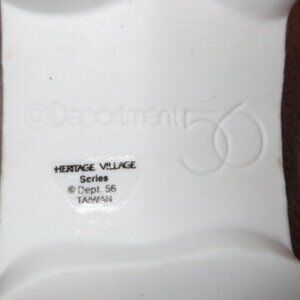 ©Department 56
HERITAGE VILLAGE
Series
© Dept. 56
TAIWAN